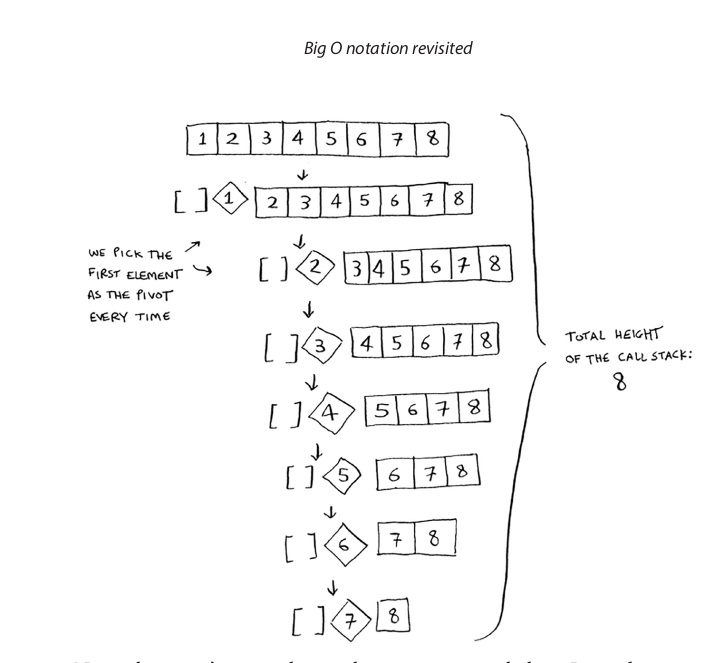 Big O notation revisited
1 2 3 4 5 6 7 8
[ ] 1 2 3 4 5 6 7 8
[ ] 2 3 4 5 6 7 8
WE PICK THE
FIRST ELEMENT
AS THE PIVOT
EVERY TIME
[ ] 3 4 5 6 7 8
TOTAL HEIGHT
OF THE CALL STACK:
8
[ ] 4 5 6 7 8
[ ] 5 6 7 8
[ ] 6 7 8
[ ] 7 8